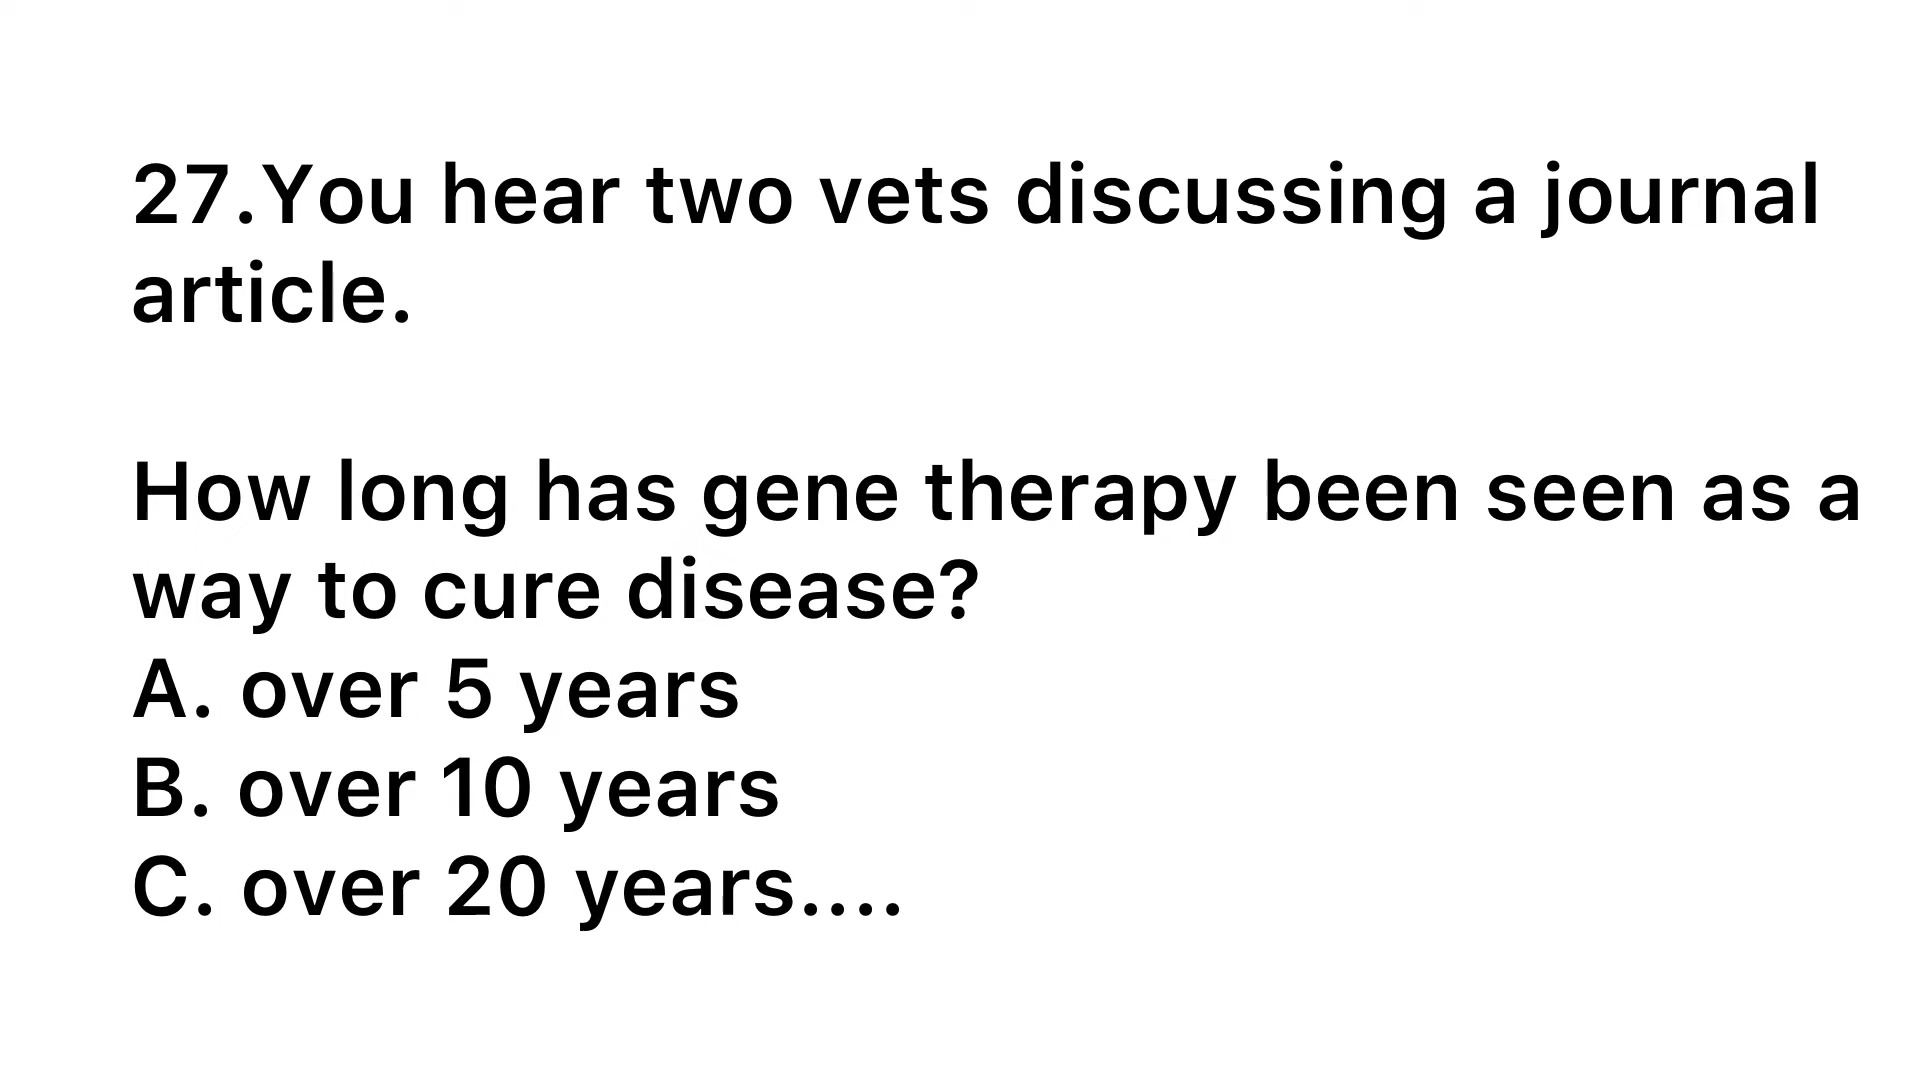 27.You hear two vets discussing a journal
article.
How long has gene therapy been seen as a
way to cure disease?
A. over 5 years
B. over 10 years
C. over 20 years....